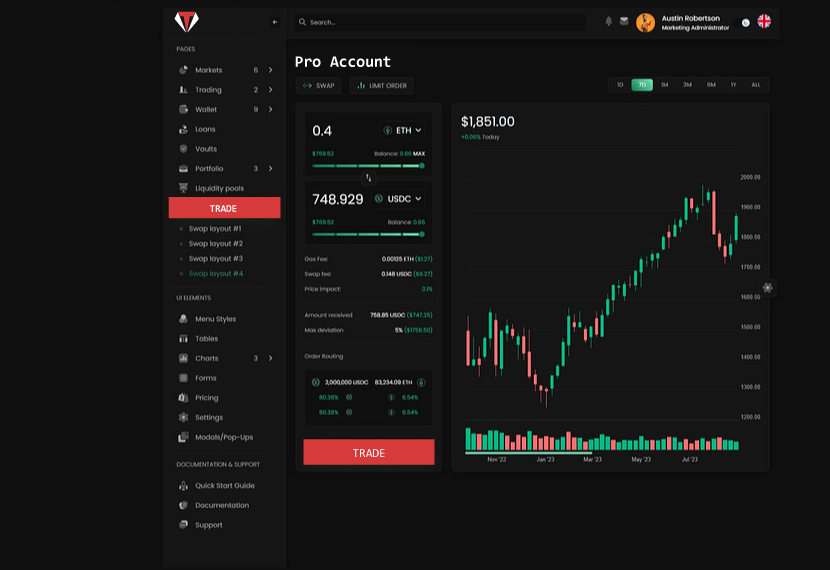 Search...
Austin Robertson
Marketing Administrator
PAGES
Markets 6
Trading 2
Wallet 9
Loans
Vaults
Portfolio 3
Liquidity pools
TRADE
Swap layout #1
Swap layout #2
Swap layout #3
Swap layout #4
UI ELEMENTS
Menu Styles
Tables
Charts 3
Forms
Pricing
Settings
Modals/Pop-Ups
DOCUMENTATION & SUPPORT
Quick Start Guide
Documentation
Support
Pro Account
SWAP LIMIT ORDER
1D 7D 1M 3M 6M 1Y ALL
0.4 ETH
$769.52 Balance: 0.66 MAX
748.929 USDC
$769.52 Balance: 0.66
Gas Fee: 0.00125 ETH ($1.27)
Swap fee: 0.148 USDC ($5.27)
Price Impact: 0.1%
Amount received 758.85 USDC ($747.25)
Max deviation 5% ($1756.50)
Order Routing
2,000,000 USDC 83,234.09 ETH
80.38% 6.54%
80.38% 6.54%
TRADE
$1,851.00
+0.06% Today
2000.00
1900.00
1800.00
1700.00
1600.00
1500.00
1400.00
1300.00
1200.00
Nov '22 Jan '23 Mar '23 May '23 Jul '23